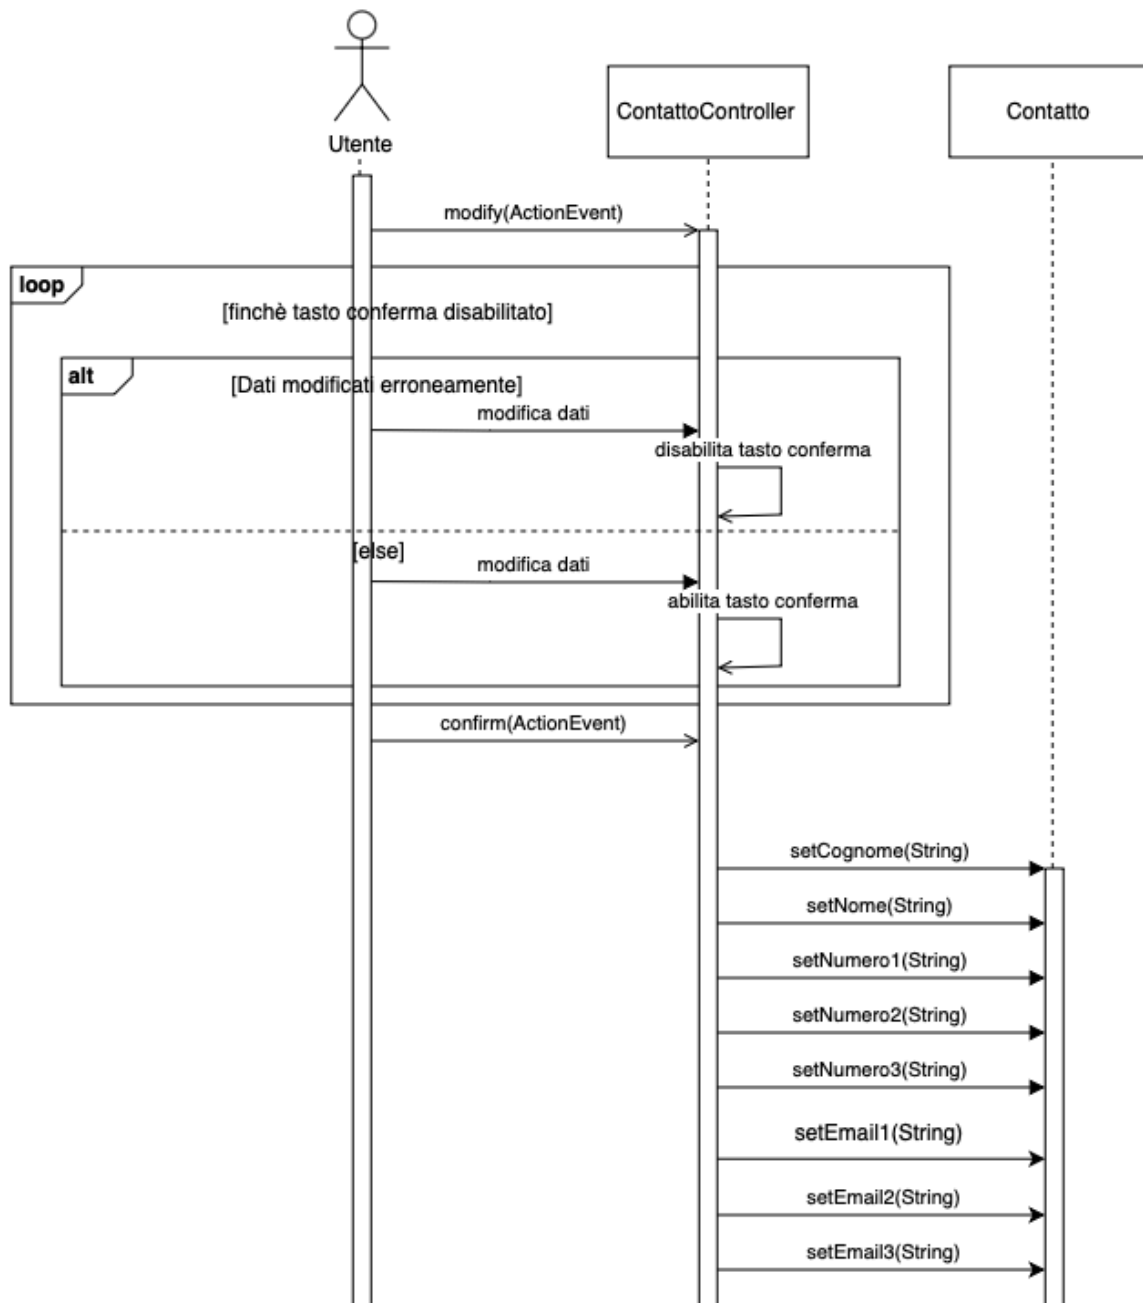 Utente
ContattoController
Contatto
modify(ActionEvent)
loop
[finchè tasto conferma disabilitato]
alt
[Dati modificati erroneamente]
modifica dati
disabilita tasto conferma
[else]
modifica dati
abilita tasto conferma
confirm(ActionEvent)
setCognome(String)
setNome(String)
setNumero1(String)
setNumero2(String)
setNumero3(String)
setEmail1(String)
setEmail2(String)
setEmail3(String)